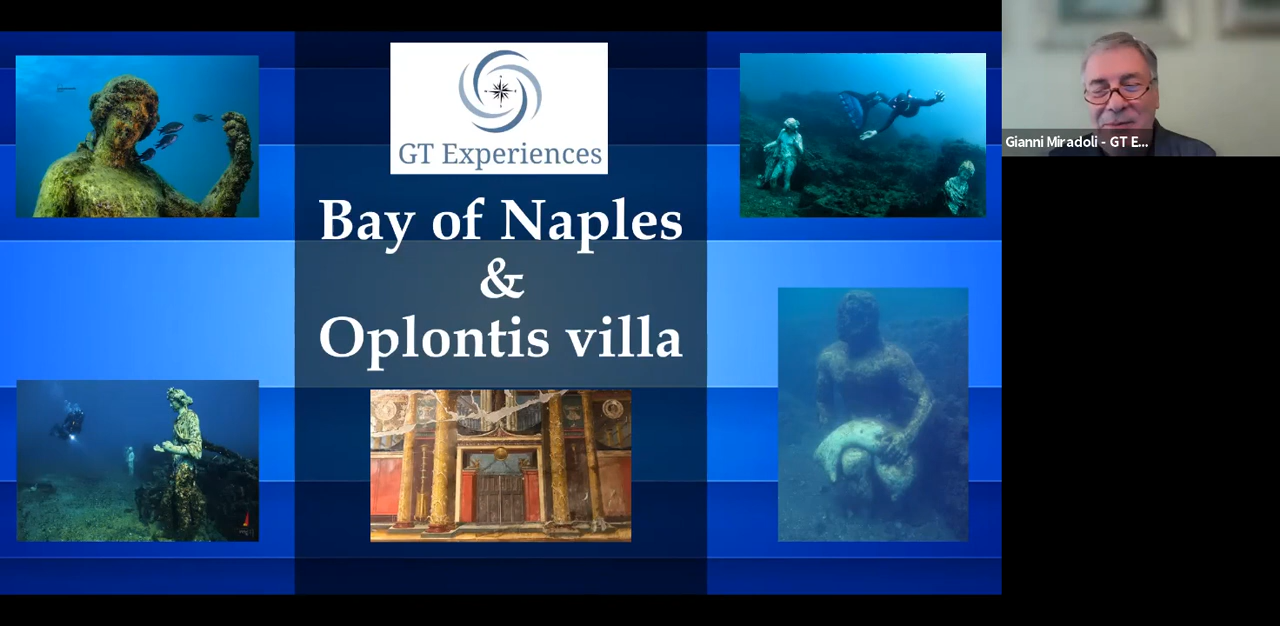 GT Experiences
Bay of Naples
&
Oplontis villa
Gianni Miradoli - GT E...